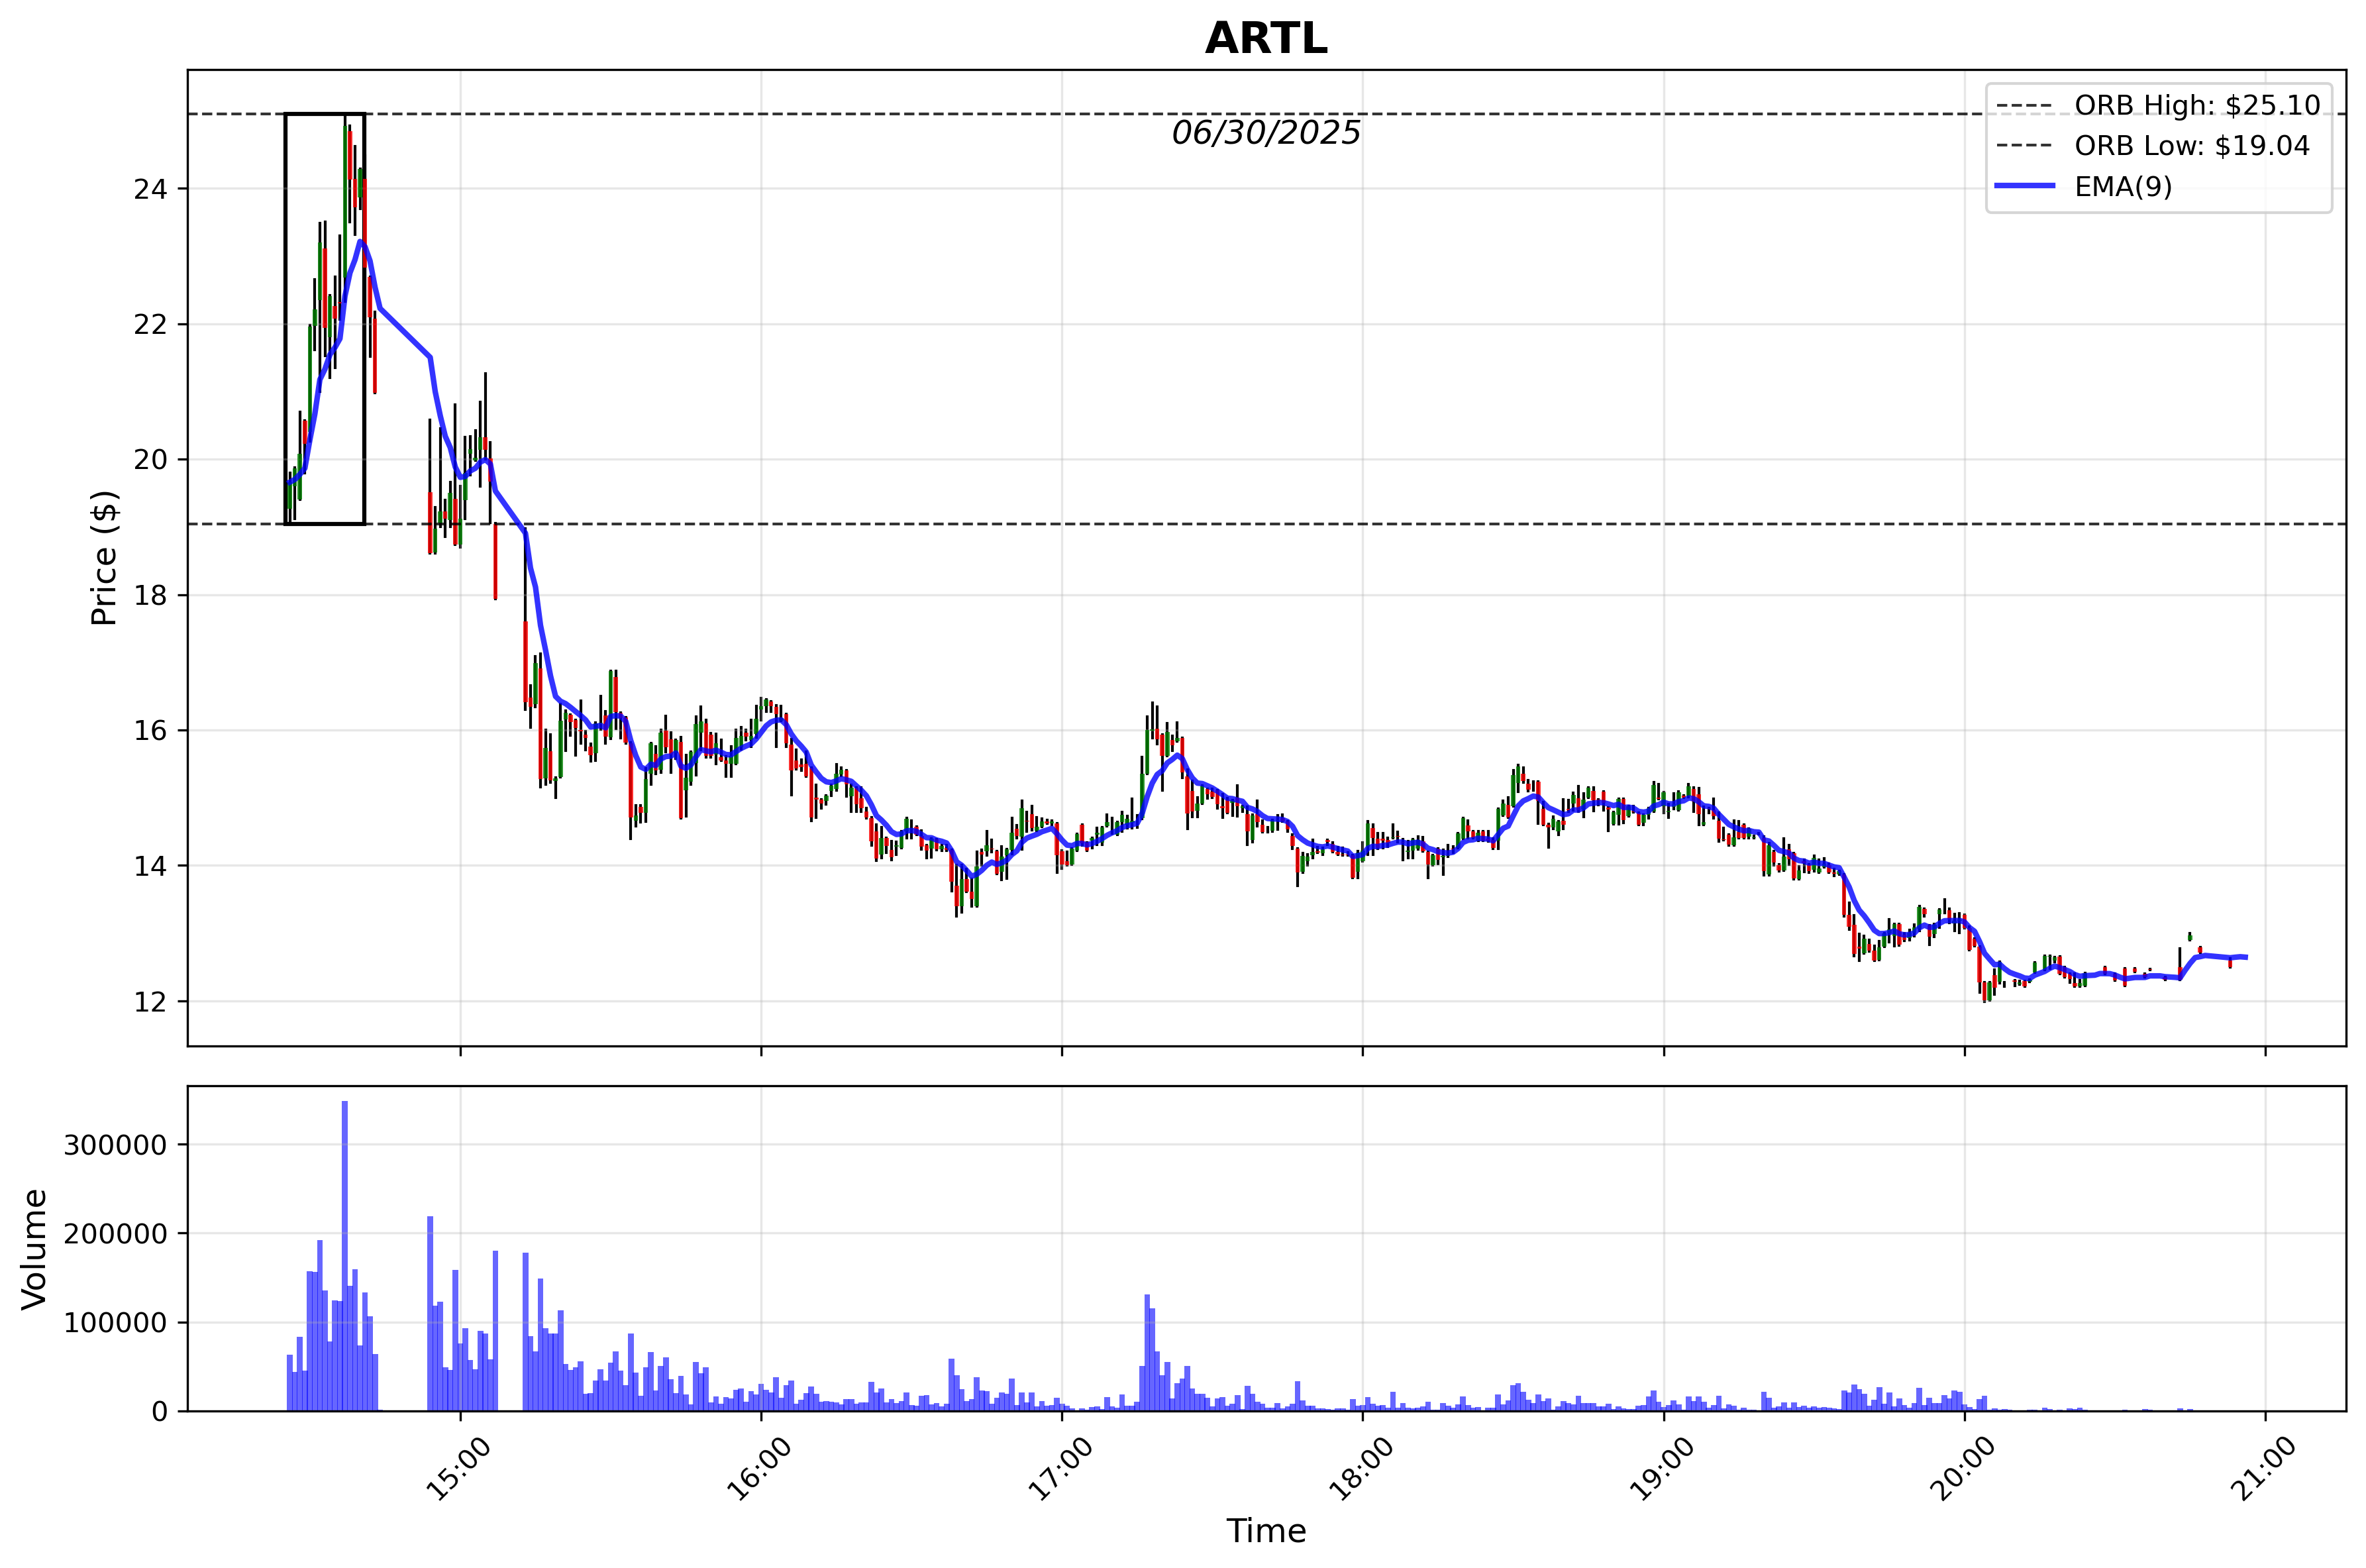 ARTL
06/30/2025
ORB High: $25.10
ORB Low: $19.04
EMA(9)
Price ($)
24
22
20
18
16
14
12
Volume
300000
200000
100000
0
15:00
16:00
17:00
18:00
19:00
20:00
21:00
Time